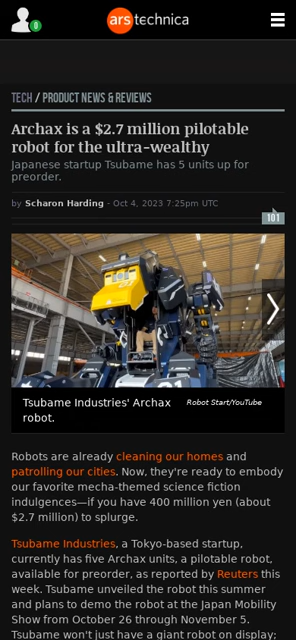 0
ars technica
TECH / PRODUCT NEWS & REVIEWS
Archax is a $2.7 million pilotable
robot for the ultra-wealthy
Japanese startup Tsubame has 5 units up for
preorder.
by Scharon Harding - Oct 4, 2023 7:25pm UTC
101
01
Tsubame Industries' Archax
robot.
Robot Start/YouTube
Robots are already cleaning our homes and
patrolling our cities. Now, they're ready to embody
our favorite mecha-themed science fiction
indulgences—if you have 400 million yen (about
$2.7 million) to splurge.
Tsubame Industries, a Tokyo-based startup,
currently has five Archax units, a pilotable robot,
available for preorder, as reported by Reuters this
week. Tsubame unveiled the robot this summer
and plans to demo the robot at the Japan Mobility
Show from October 26 through November 5.
Tsubame won't just have a giant robot on display;